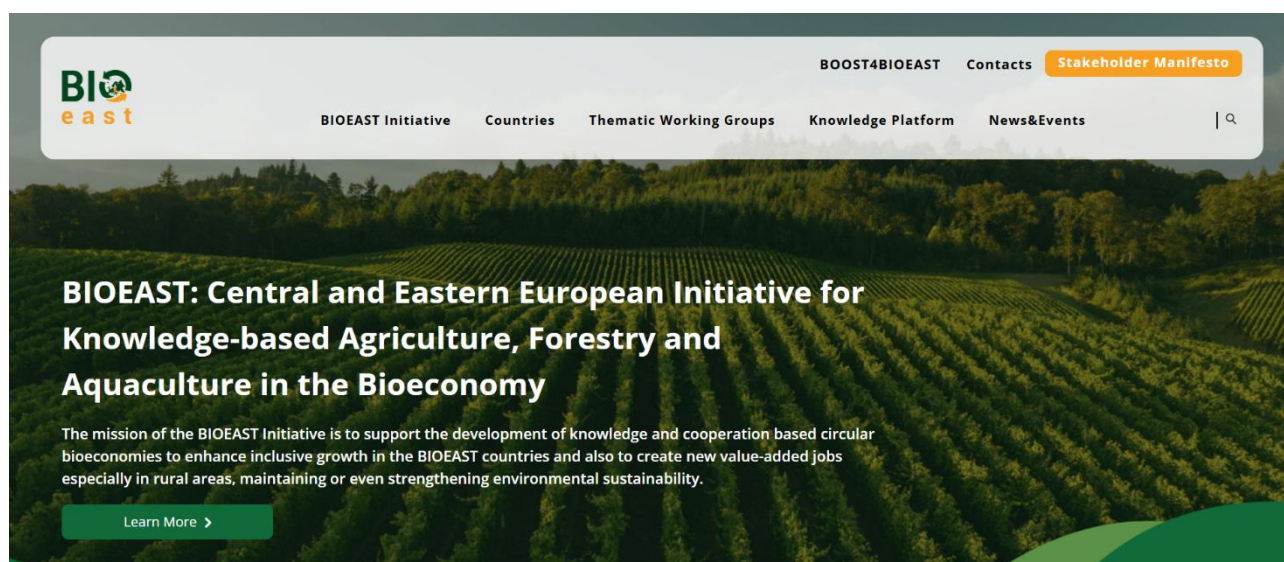 BOOST4BIOEAST Contacts Stakeholder Manifesto
BIO
east
BIOEAST Initiative Countries Thematic Working Groups Knowledge Platform News&Events
BIOEAST: Central and Eastern European Initiative for
Knowledge-based Agriculture, Forestry and
Aquaculture in the Bioeconomy
The mission of the BIOEAST Initiative is to support the development of knowledge and cooperation based circular
bioeconomies to enhance inclusive growth in the BIOEAST countries and also to create new value-added jobs
especially in rural areas, maintaining or even strengthening environmental sustainability.
Learn More